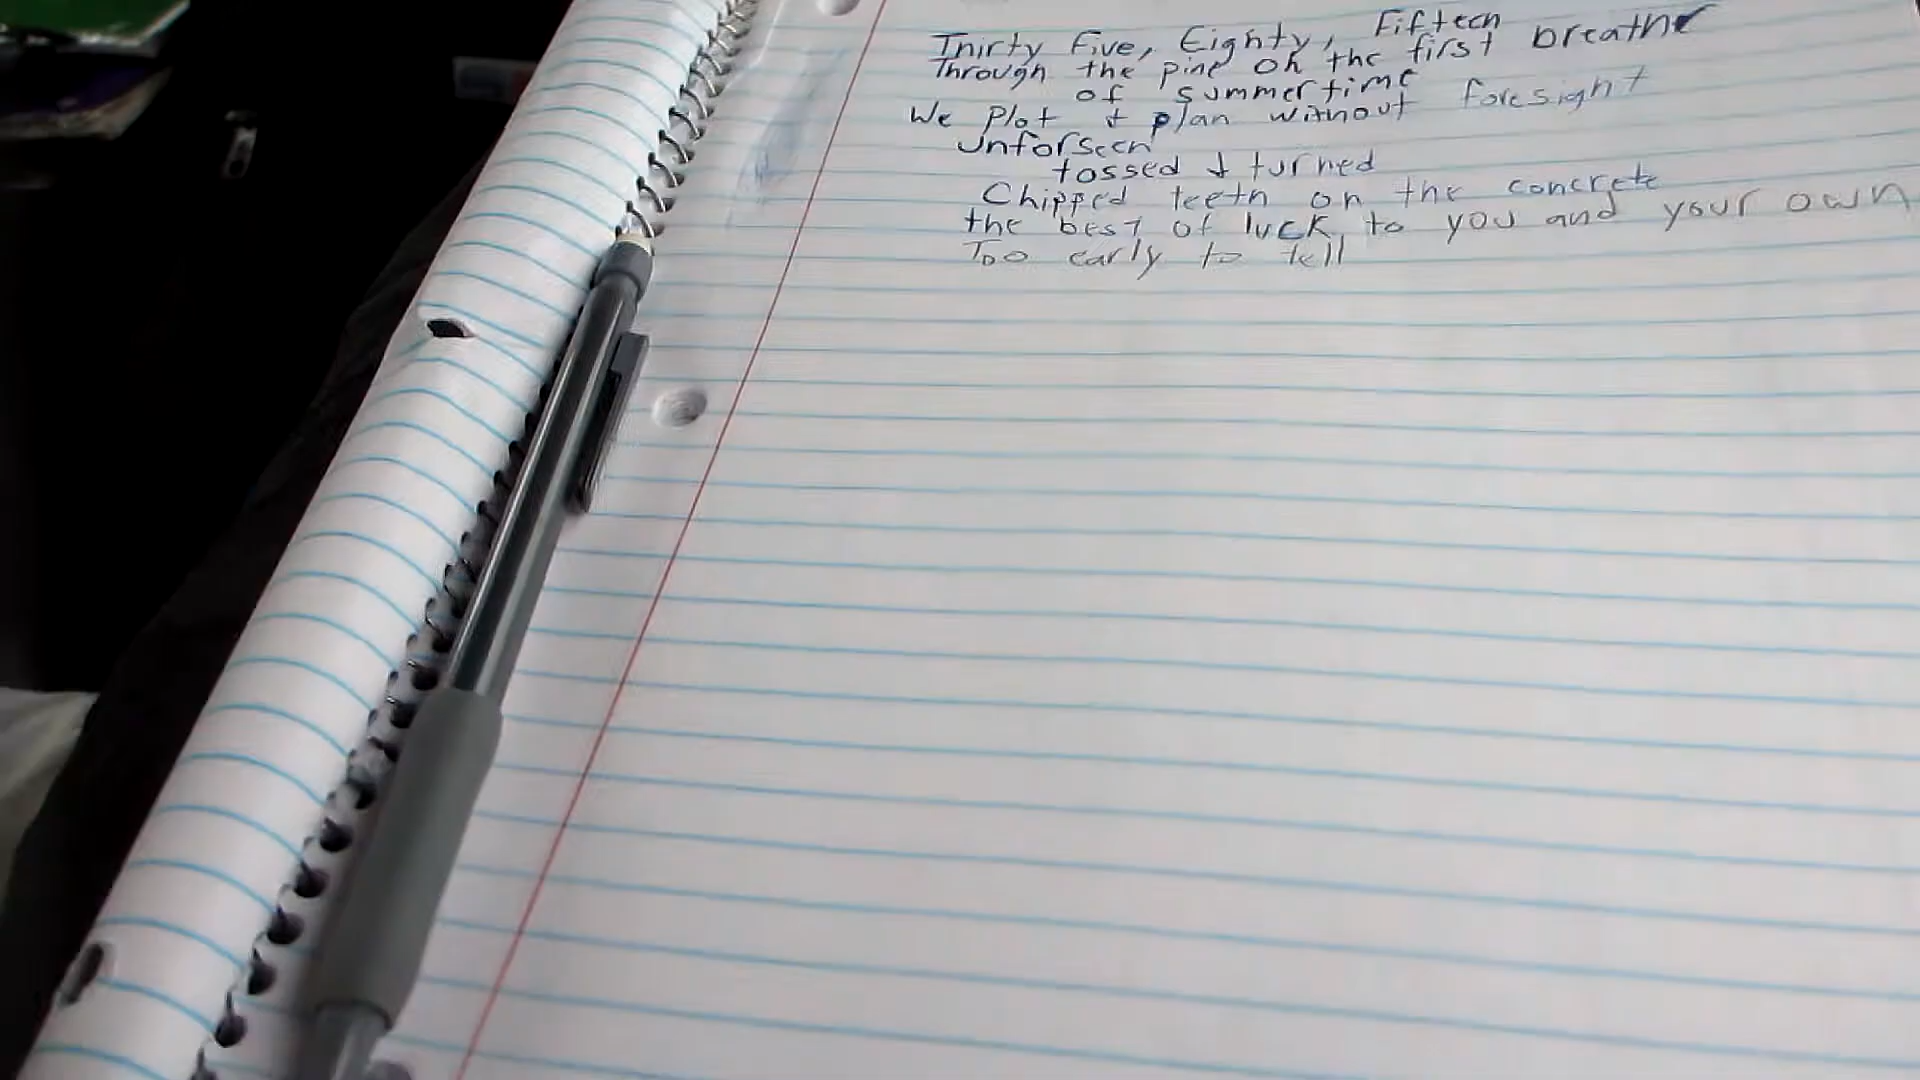 Thirty Five, Eighty, Fifteen
Through the pine on the first breathe
of summertime
We plot & plan without foresight
Unforseen
tossed & turned
Chipped teeth on the concrete
the best of luck to you and your own
Too early to tell